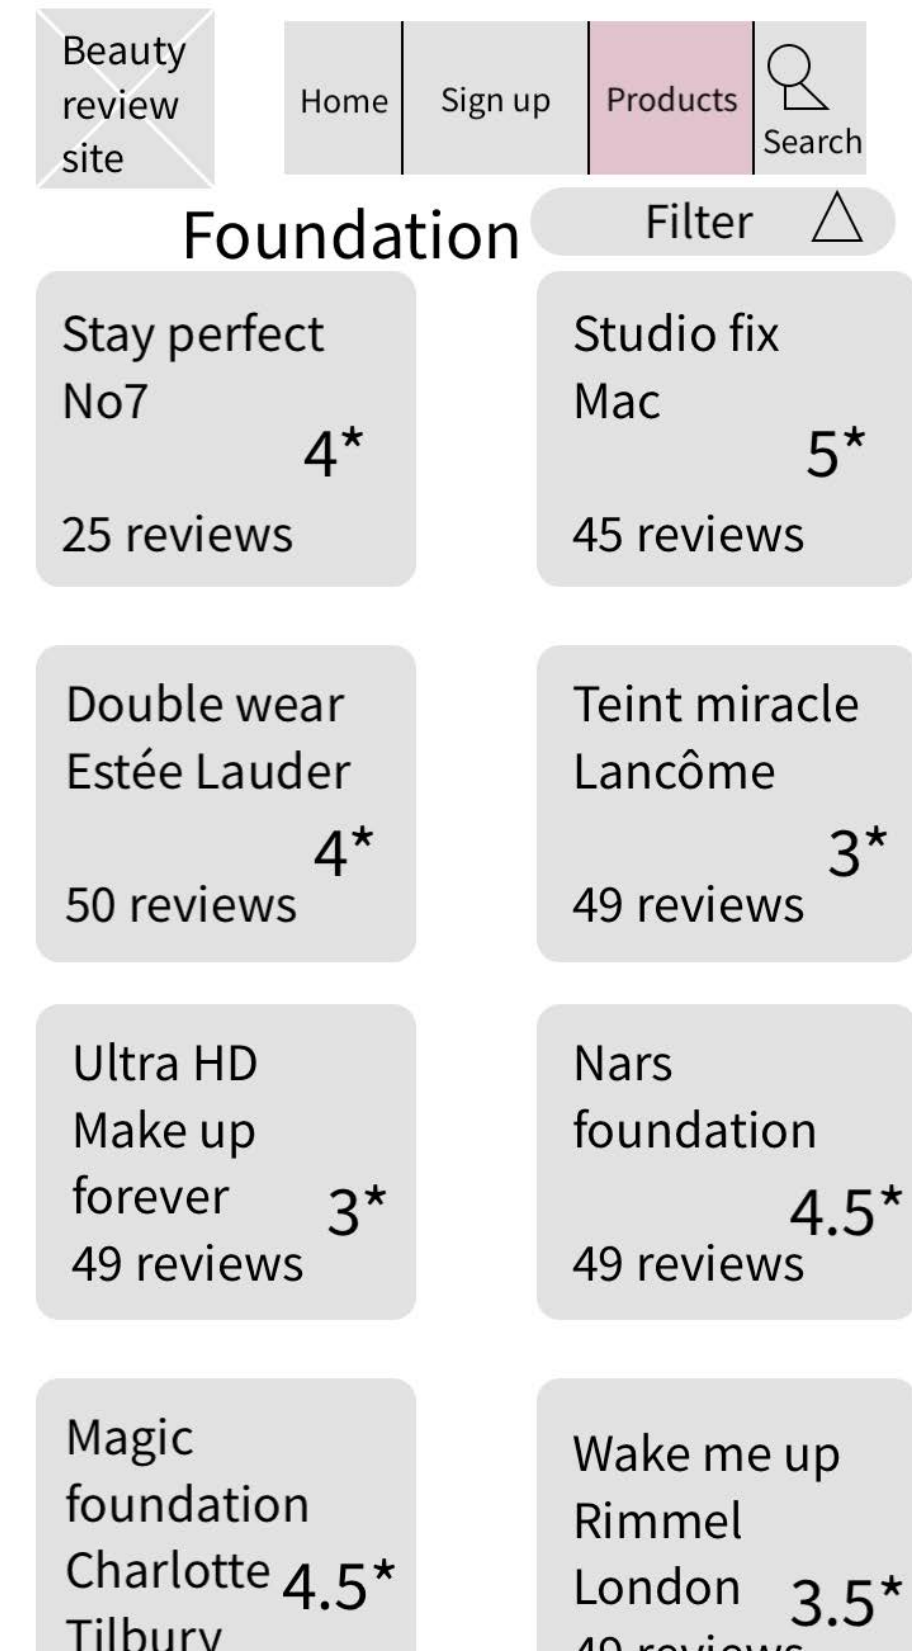 Beauty
review
site
Home
Sign up
Products
Search
Foundation
Filter
Stay perfect
No7
4*
25 reviews
Studio fix
Mac
5*
45 reviews
Double wear
Estée Lauder
4*
50 reviews
Teint miracle
Lancôme
3*
49 reviews
Ultra HD
Make up
forever
3*
49 reviews
Nars
foundation
4.5*
49 reviews
Magic
foundation
Charlotte
4.5*
Tilbury
Wake me up
Rimmel
London
3.5*
49 reviews